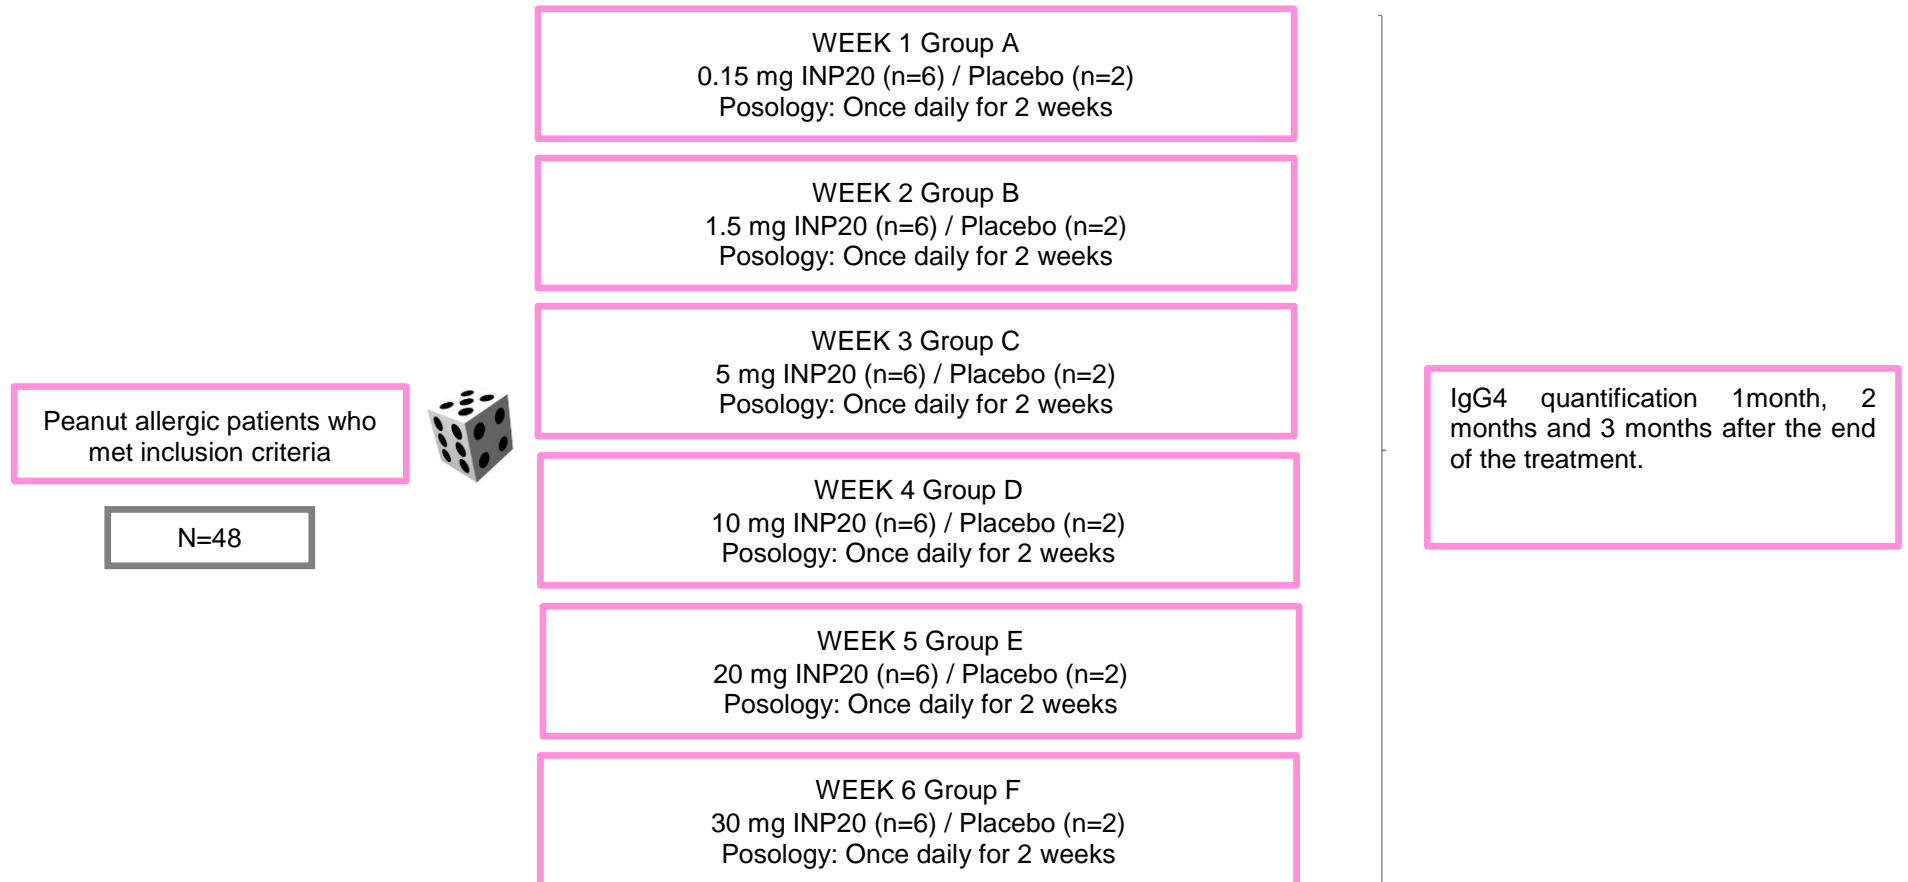 Peanut allergic patients who
met inclusion criteria
N=48
WEEK 1 Group A
0.15 mg INP20 (n=6) / Placebo (n=2)
Posology: Once daily for 2 weeks
WEEK 2 Group B
1.5 mg INP20 (n=6) / Placebo (n=2)
Posology: Once daily for 2 weeks
WEEK 3 Group C
5 mg INP20 (n=6) / Placebo (n=2)
Posology: Once daily for 2 weeks
WEEK 4 Group D
10 mg INP20 (n=6) / Placebo (n=2)
Posology: Once daily for 2 weeks
WEEK 5 Group E
20 mg INP20 (n=6) / Placebo (n=2)
Posology: Once daily for 2 weeks
WEEK 6 Group F
30 mg INP20 (n=6) / Placebo (n=2)
Posology: Once daily for 2 weeks
IgG4 quantification 1month, 2
months and 3 months after the end
of the treatment.